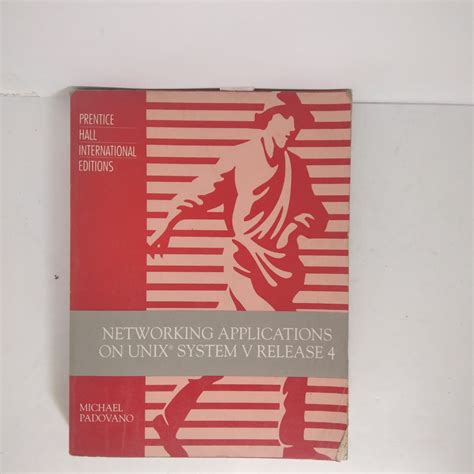 PRENTICE
HALL
INTERNATIONAL
EDITIONS
NETWORKING APPLICATIONS
ON UNIX® SYSTEM V RELEASE 4
MICHAEL
PADOVANO